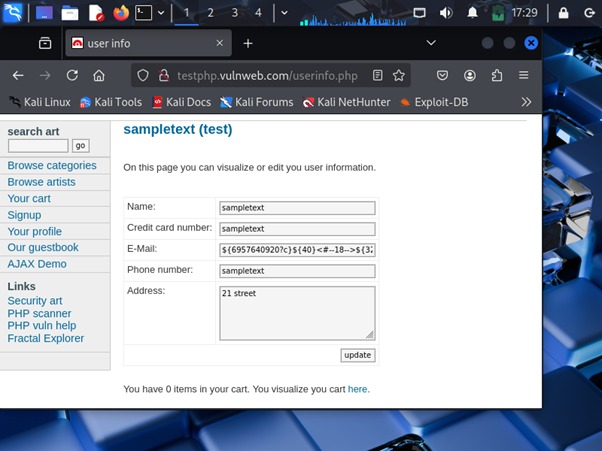 1 2 3 4 17:29
user info
testphp.vulnweb.com/userinfo.php
Kali Linux Kali Tools Kali Docs Kali Forums Kali NetHunter Exploit-DB
search art
go
Browse categories
Browse artists
Your cart
Signup
Your profile
Our guestbook
AJAX Demo
Links
Security art
PHP scanner
PHP vuln help
Fractal Explorer
sampletext (test)
On this page you can visualize or edit you user information.
Name: sampletext
Credit card number: sampletext
E-Mail: ${6957640920?c}${40}<#--18-->${32
Phone number: sampletext
Address: 21 street
update
You have 0 items in your cart. You visualize you cart here.